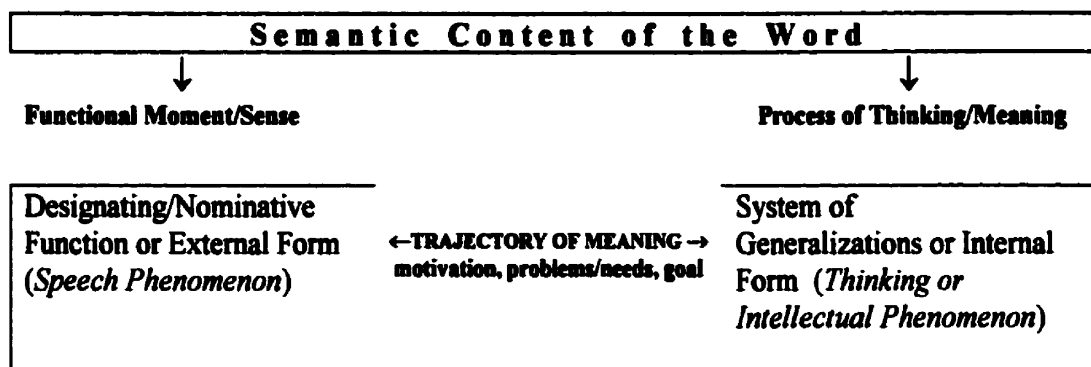 Semantic Content of the Word
↓ ↓
Functional Moment/Sense Process of Thinking/Meaning
Designating/Nominative
Function or External Form
(Speech Phenomenon)
←TRAJECTORY OF MEANING →
motivation, problems/needs, goal
System of
Generalizations or Internal
Form (Thinking or
Intellectual Phenomenon)